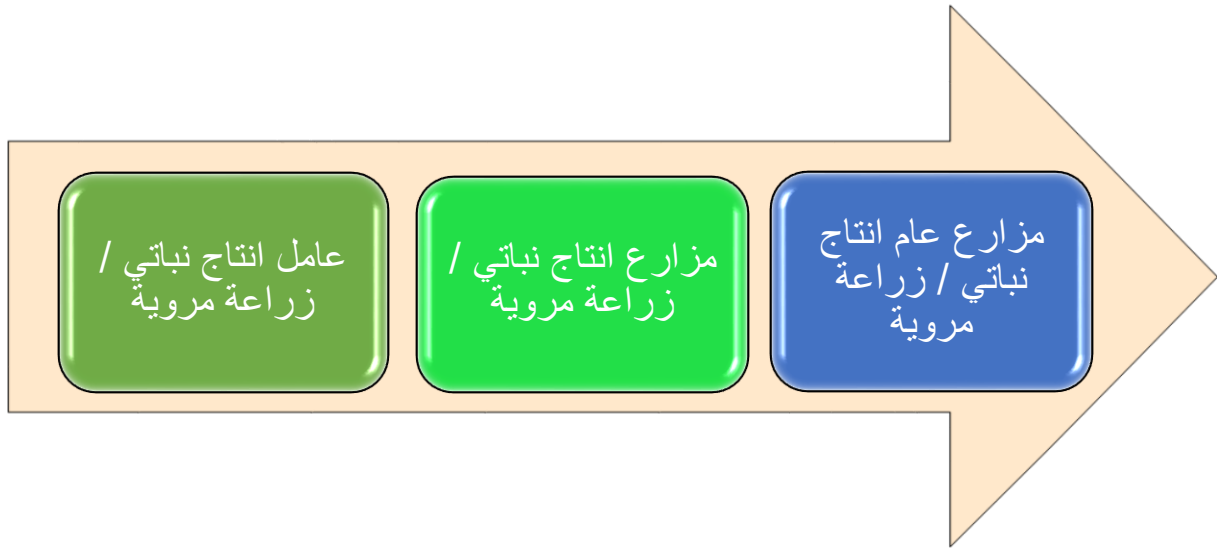 عامل انتاج نباتي /
زراعة مروية
مزارع انتاج نباتي /
زراعة مروية
مزارع عام انتاج
نباتي / زراعة
مروية